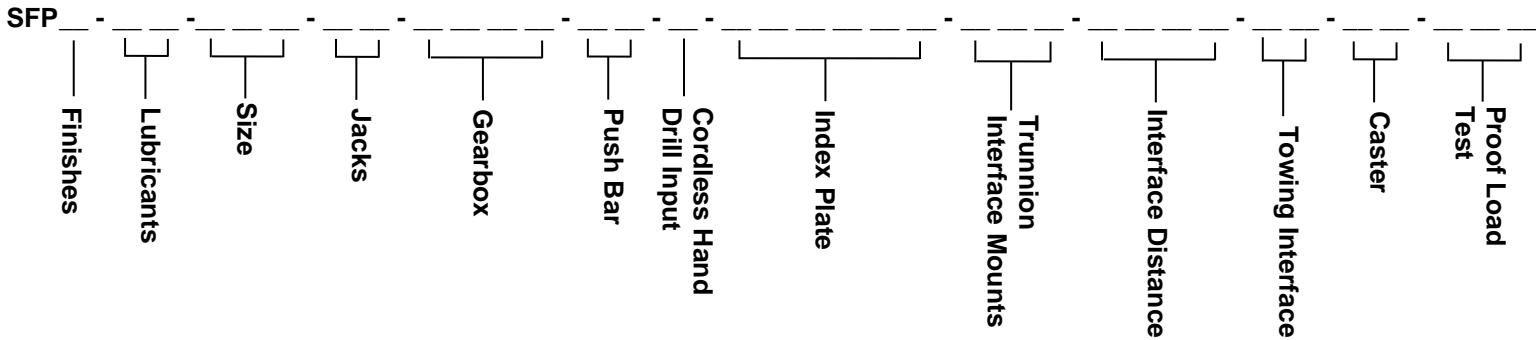 SFP__ - __ __ - __ __ __ - __ __ - __ __ __ __ - __ __ - __ - __ __ __ __ __ __ - __ __ __ - __ __ __ __ - __ __ - __ __ - __ __ __
Finishes
Lubricants
Size
Jacks
Gearbox
Push Bar
Cordless Hand
Drill Input
Index Plate
Trunnion
Interface Mounts
Interface Distance
Towing Interface
Caster
Proof Load
Test